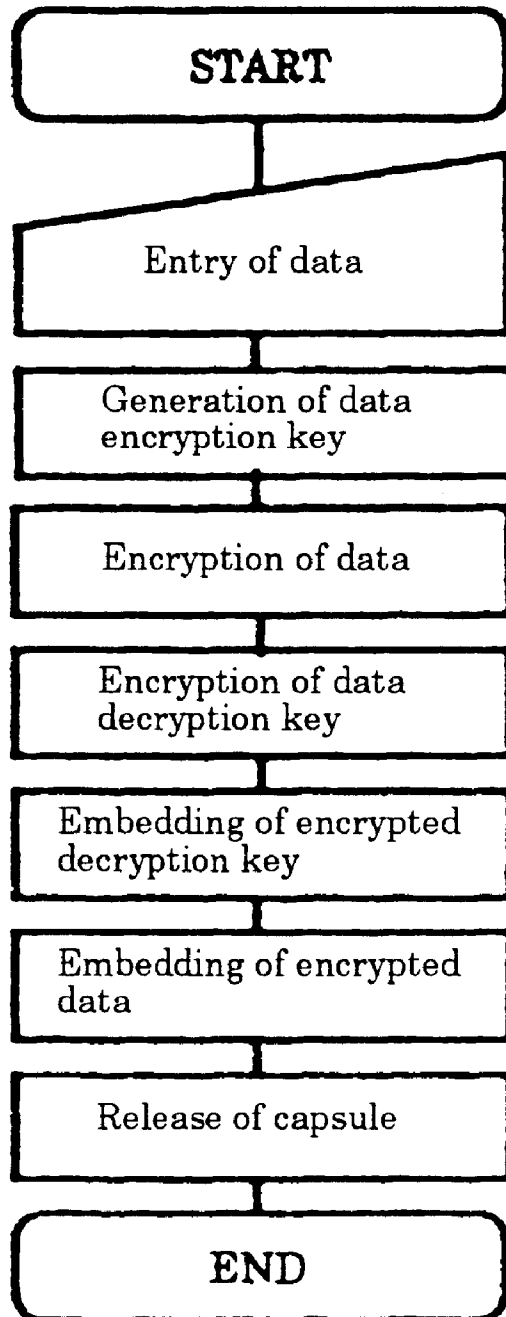 START
Entry of data
Generation of data
encryption key
Encryption of data
Encryption of data
decryption key
Embedding of encrypted
decryption key
Embedding of encrypted
data
Release of capsule
END